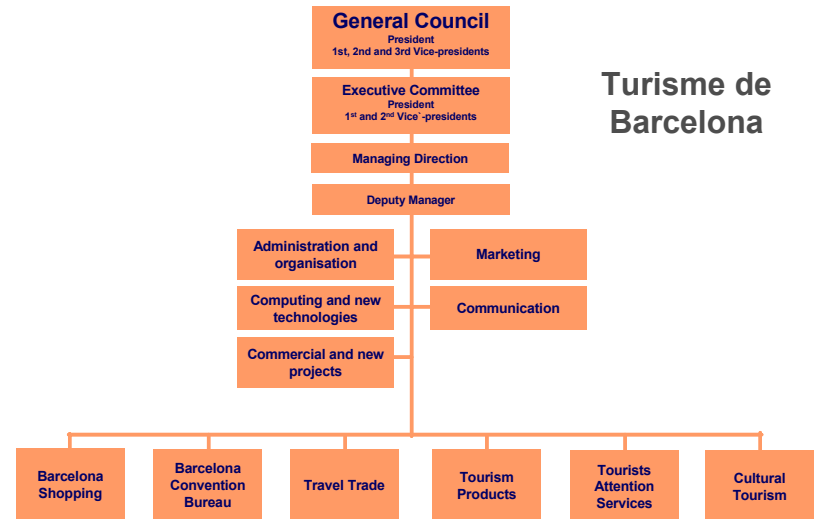 General Council
President
1st, 2nd and 3rd Vice-presidents
Turisme de
Barcelona
Executive Committee
President
1st and 2nd Vice`-presidents
Managing Direction
Deputy Manager
Administration and
organisation
Marketing
Computing and new
technologies
Communication
Commercial and new
projects
Barcelona
Shopping
Barcelona
Convention
Bureau
Travel Trade
Tourism
Products
Tourists
Attention
Services
Cultural
Tourism